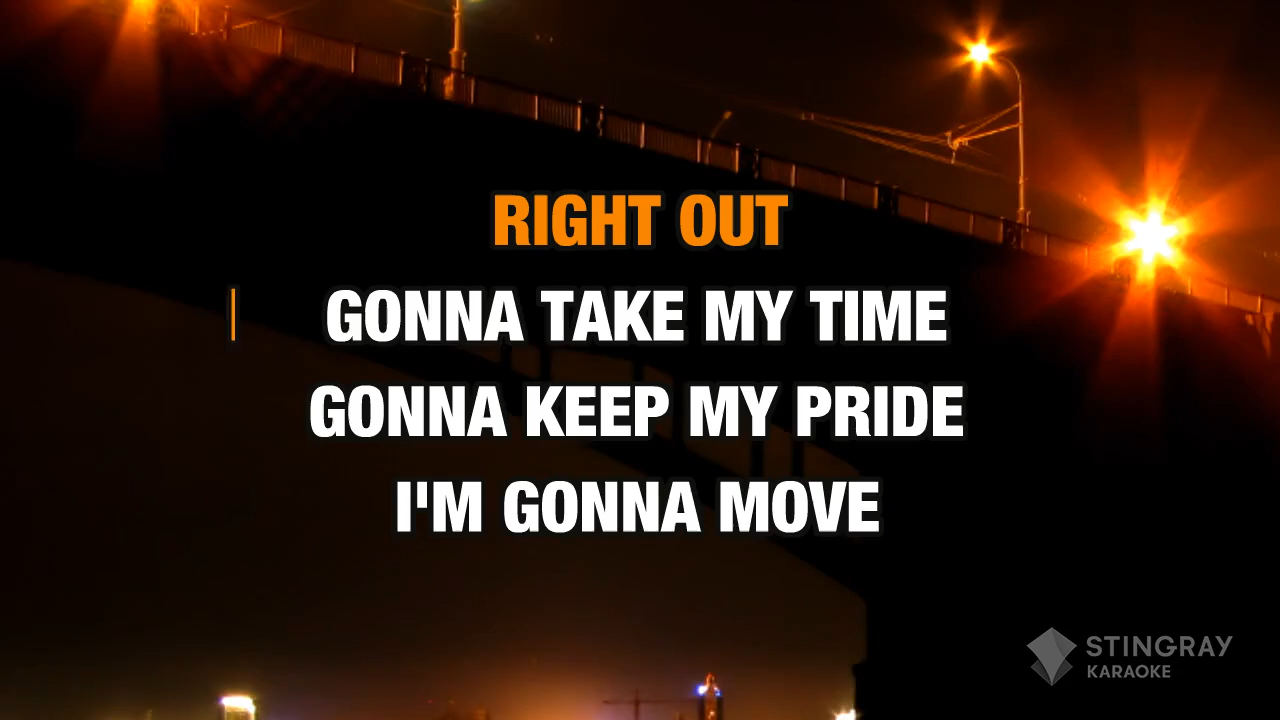 RIGHT OUT
GONNA TAKE MY TIME
GONNA KEEP MY PRIDE
I'M GONNA MOVE
STINGRAY
KARAOKE